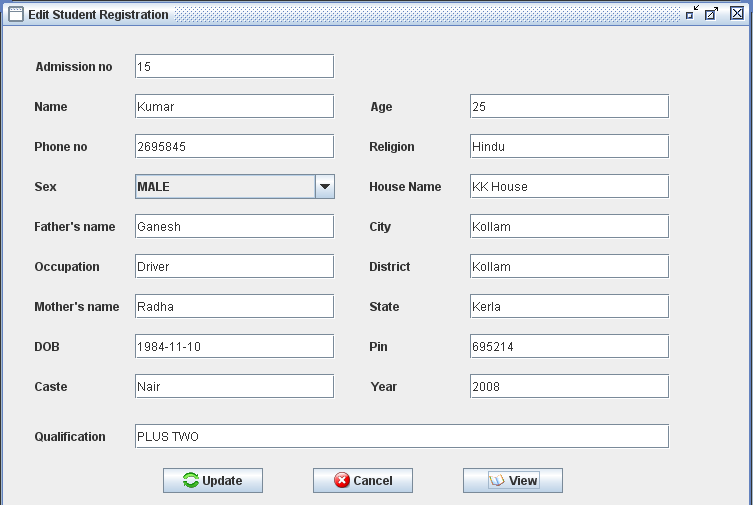 Edit Student Registration
Admission no 15
Name Kumar Age 25
Phone no 2695845 Religion Hindu
Sex MALE House Name KK House
Father's name Ganesh City Kollam
Occupation Driver District Kollam
Mother's name Radha State Kerla
DOB 1984-11-10 Pin 695214
Caste Nair Year 2008
Qualification PLUS TWO
Update Cancel View